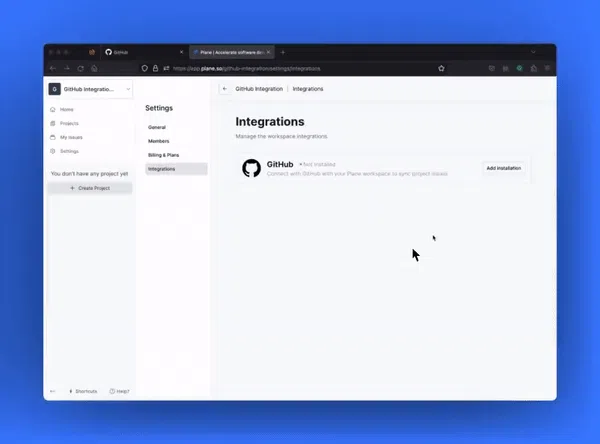 GitHub
Plane | Accelerate software dev
https://app.plane.so/github-integration/settings/integrations
G
GitHub Integratio...
GitHub Integration | Integrations
Home
Projects
My Issues
Settings
You don't have any project yet
+ Create Project
Shortcuts
Help?
Settings
General
Members
Billing & Plans
Integrations
Integrations
Manage the workspace integrations
GitHub
Not installed
Connect with GitHub with your Plane workspace to sync project issues
Add installation